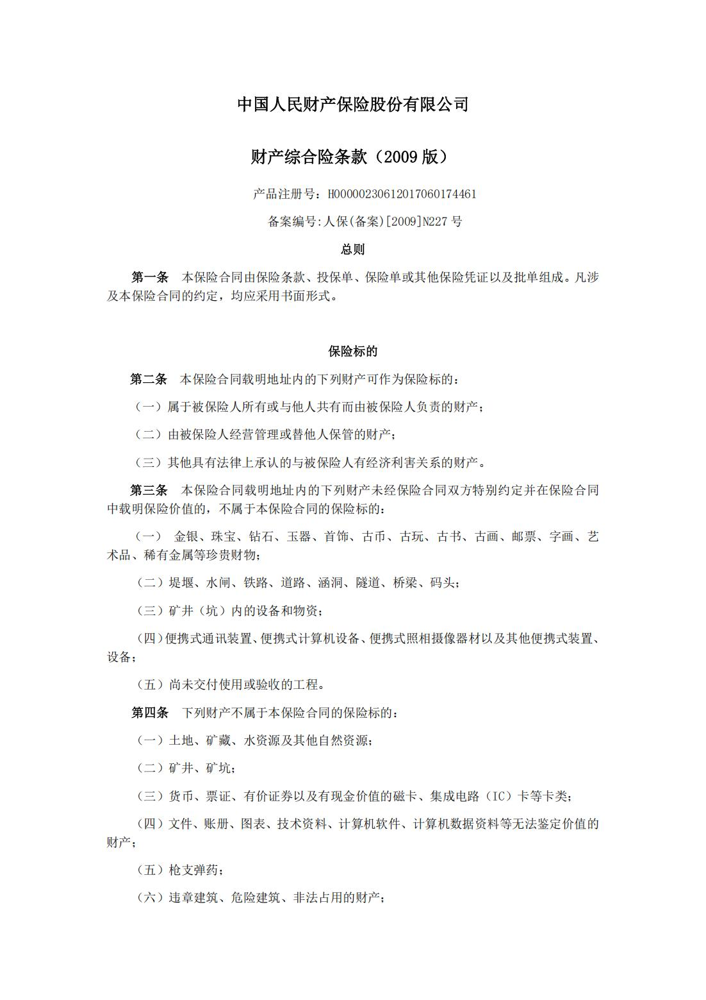 中国人民财产保险股份有限公司
财产综合险条款（2009 版）
产品注册号：H00000230612017060174461
备案编号:人保(备案)[2009]N227 号
总则
第一条　本保险合同由保险条款、投保单、保险单或其他保险凭证以及批单组成。凡涉
及本保险合同的约定，均应采用书面形式。
保险标的
第二条　本保险合同载明地址内的下列财产可作为保险标的：
（一）属于被保险人所有或与他人共有而由被保险人负责的财产；
（二）由被保险人经营管理或替他人保管的财产；
（三）其他具有法律上承认的与被保险人有经济利害关系的财产。
第三条　本保险合同载明地址内的下列财产未经保险合同双方特别约定并在保险合同
中载明保险价值的，不属于本保险合同的保险标的：
（一） 金银、珠宝、钻石、玉器、首饰、古币、古玩、古书、古画、邮票、字画、艺
术品、稀有金属等珍贵财物；
（二）堤堰、水闸、铁路、道路、涵洞、隧道、桥梁、码头；
（三）矿井（坑）内的设备和物资；
（四）便携式通讯装置、便携式计算机设备、便携式照相摄像器材以及其他便携式装置、
设备；
（五）尚未交付使用或验收的工程。
第四条　下列财产不属于本保险合同的保险标的：
（一）土地、矿藏、水资源及其他自然资源；
（二）矿井、矿坑；
（三）货币、票证、有价证券以及有现金价值的磁卡、集成电路（IC）卡等卡类；
（四）文件、账册、图表、技术资料、计算机软件、计算机数据资料等无法鉴定价值的
财产；
（五）枪支弹药；
（六）违章建筑、危险建筑、非法占用的财产；